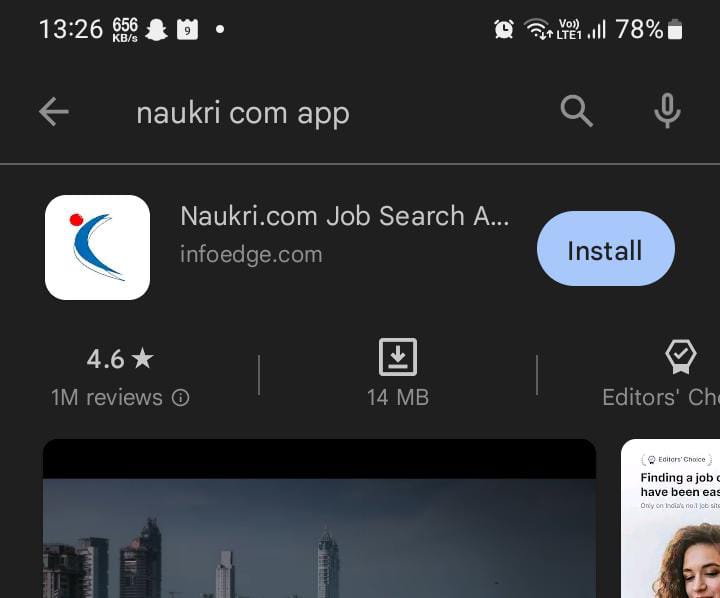 13:26 656 KB/s 9 Vo)) LTE1 78%
naukri com app
Naukri.com Job Search A...
infoedge.com
Install
4.6 ★
1M reviews
14 MB
Editors' Ch
Editors' Choice
Finding a job
have been eas
Only on India's no.1 job site